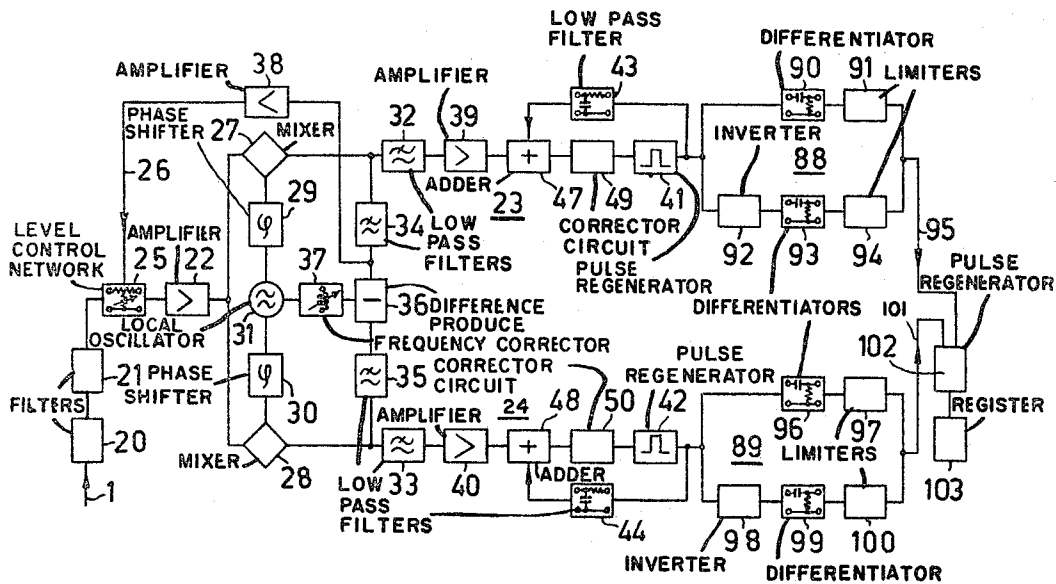 LOW PASS
FILTER
DIFFERENTIATOR
AMPLIFIER
38
AMPLIFIER
43
90
91
LIMITERS
PHASE
SHIFTER
27
MIXER
32
39
INVERTER
88
26
29
φ
ADDER
23
47
49
41
LEVEL
CONTROL
NETWORK
AMPLIFIER
34
LOW
PASS
FILTERS
CORRECTOR
CIRCUIT
PULSE
REGENERATOR
92
93
94
95
25
22
37
PULSE
REGENERATOR
LOCAL
OSCILLATOR
31
36
DIFFERENCE
PRODUCE
FREQUENCY CORRECTOR
DIFFERENTIATORS
101
102
21
PHASE
SHIFTER
φ
35
CORRECTOR
CIRCUIT
PULSE
REGENERATOR
FILTERS
30
AMPLIFIER
24
48
50
42
96
97
REGISTER
20
MIXER
28
33
40
ADDER
89
LIMITERS
103
1
LOW
PASS
FILTERS
44
98
99
100
INVERTER
DIFFERENTIATOR